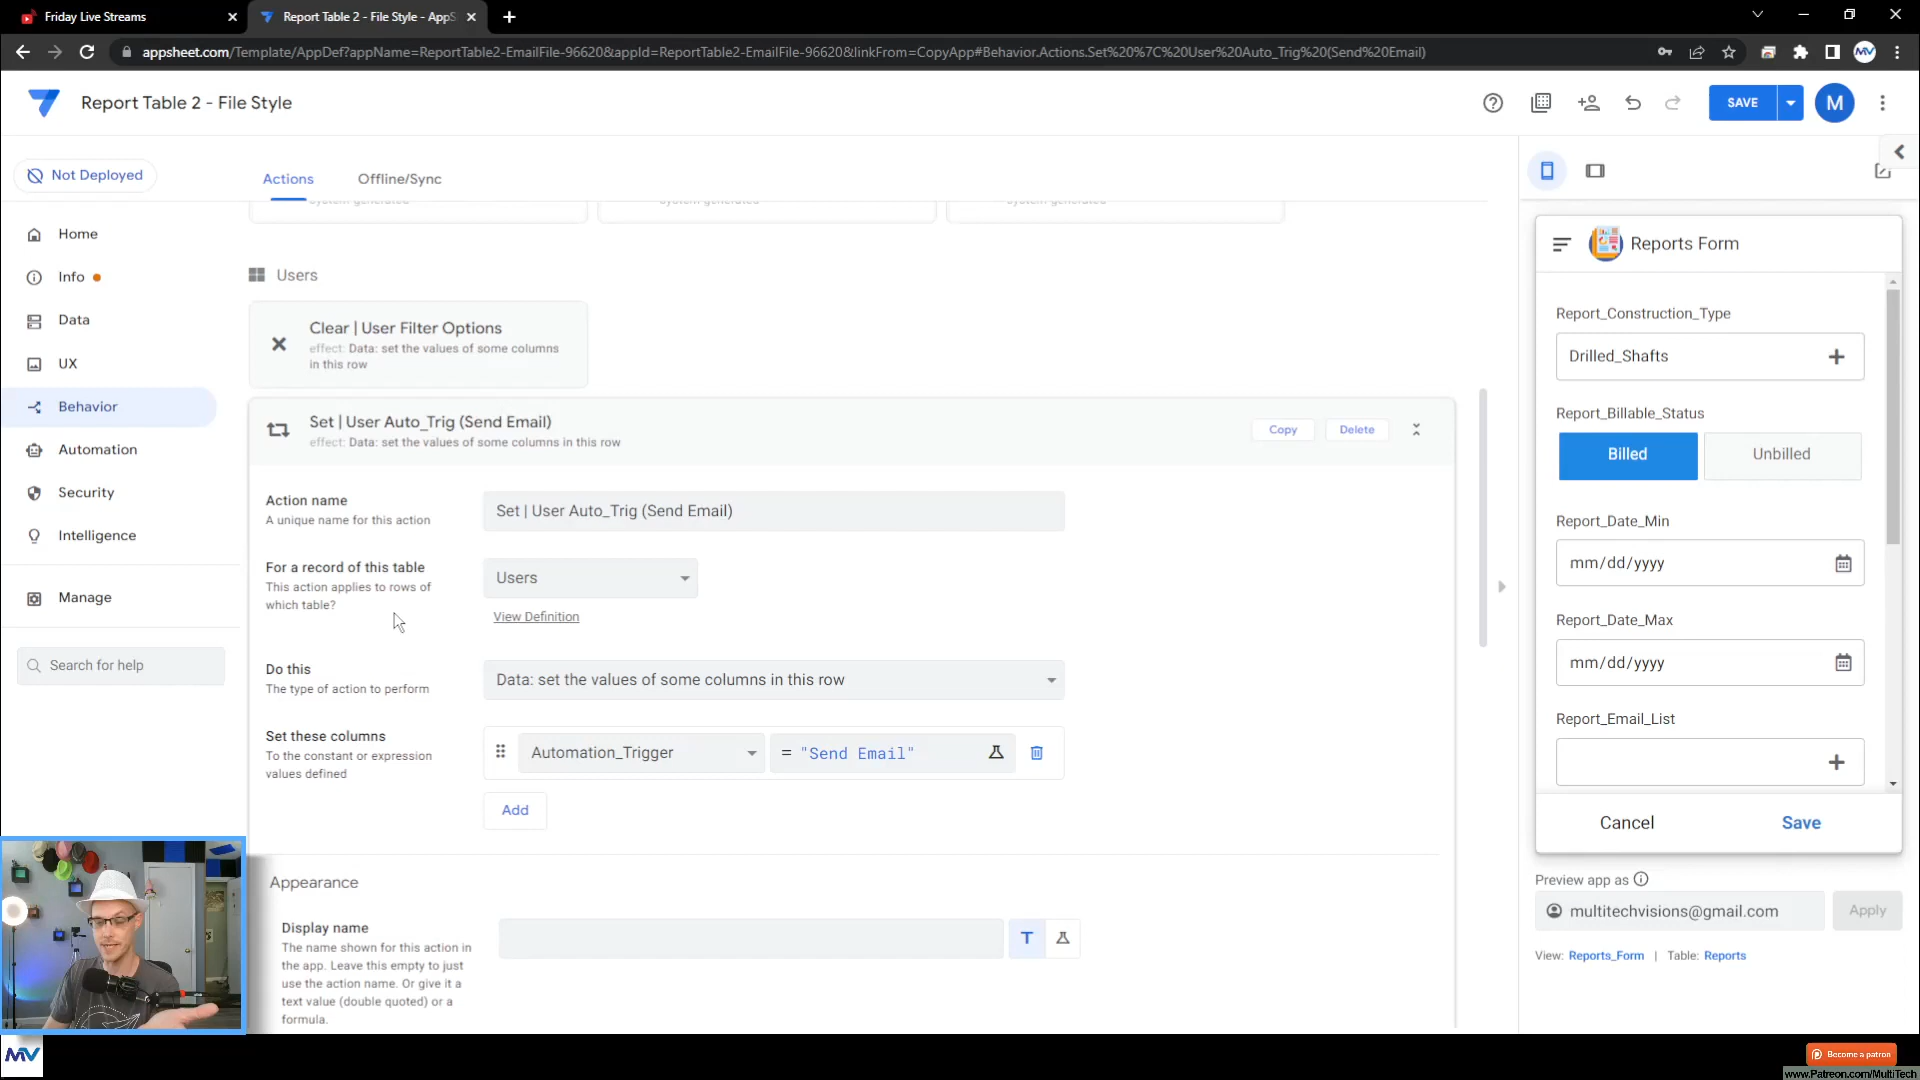 Friday Live Streams
Report Table 2 - File Style - AppS
appsheet.com/Template/AppDef?appName=ReportTable2-EmailFile-96620&appId=ReportTable2-EmailFile-96620&linkFrom=CopyApp#Behavior.Actions.Set%20%7C%20User%20Auto_Trig%20(Send%20Email)
MV
Report Table 2 - File Style
SAVE
M
Not Deployed
Actions
Offline/Sync
system generated
system generated
system generated
Home
Info
Data
UX
Behavior
Automation
Security
Intelligence
Manage
Search for help
Users
Clear | User Filter Options
effect: Data: set the values of some columns
in this row
Set | User Auto_Trig (Send Email)
effect: Data: set the values of some columns in this row
Copy
Delete
Action name
A unique name for this action
Set | User Auto_Trig (Send Email)
For a record of this table
This action applies to rows of
which table?
Users
View Definition
Do this
The type of action to perform
Data: set the values of some columns in this row
Set these columns
To the constant or expression
values defined
Automation_Trigger
= "Send Email"
Add
Appearance
Display name
The name shown for this action in
the app. Leave this empty to just
use the action name. Or give it a
text value (double quoted) or a
formula.
T
Reports Form
Report_Construction_Type
Drilled_Shafts
Report_Billable_Status
Billed
Unbilled
Report_Date_Min
mm/dd/yyyy
Report_Date_Max
mm/dd/yyyy
Report_Email_List
Cancel
Save
Preview app as
multitechvisions@gmail.com
Apply
View: Reports_Form | Table: Reports
MV
Become a patron
www.Patreon.com/MultiTech